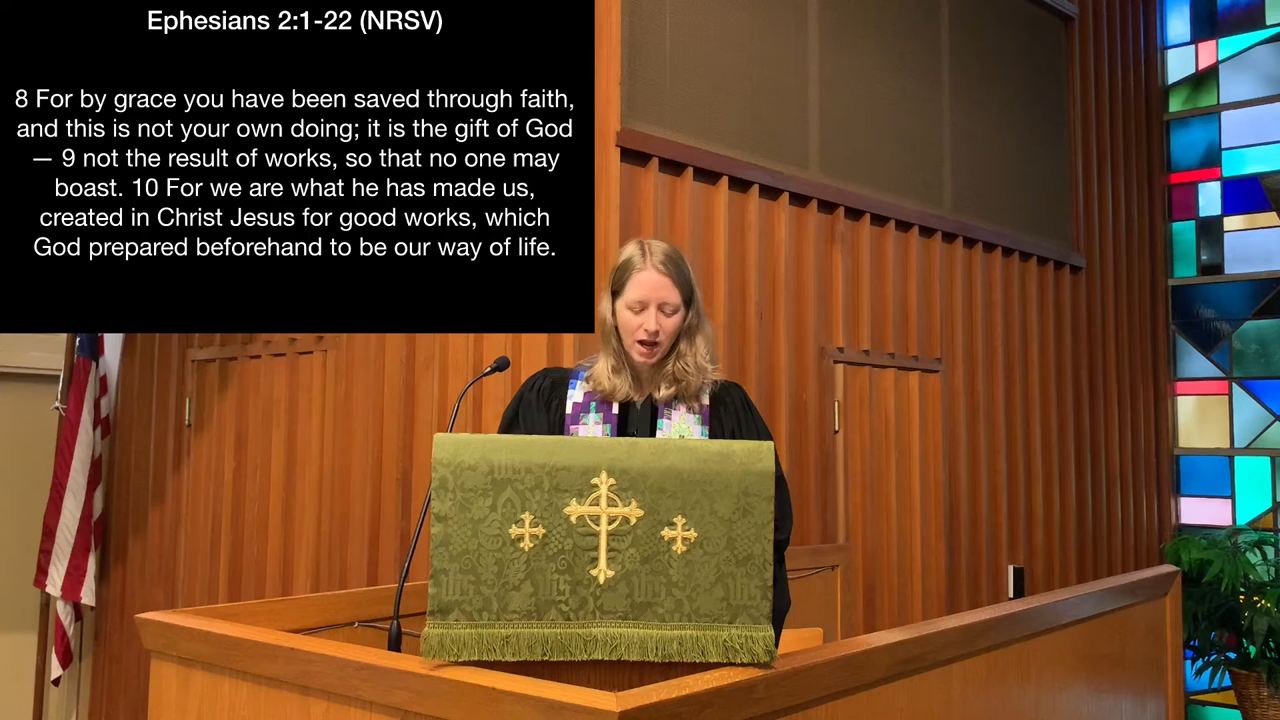 Ephesians 2:1-22 (NRSV)
8 For by grace you have been saved through faith,
and this is not your own doing; it is the gift of God
— 9 not the result of works, so that no one may
boast. 10 For we are what he has made us,
created in Christ Jesus for good works, which
God prepared beforehand to be our way of life.